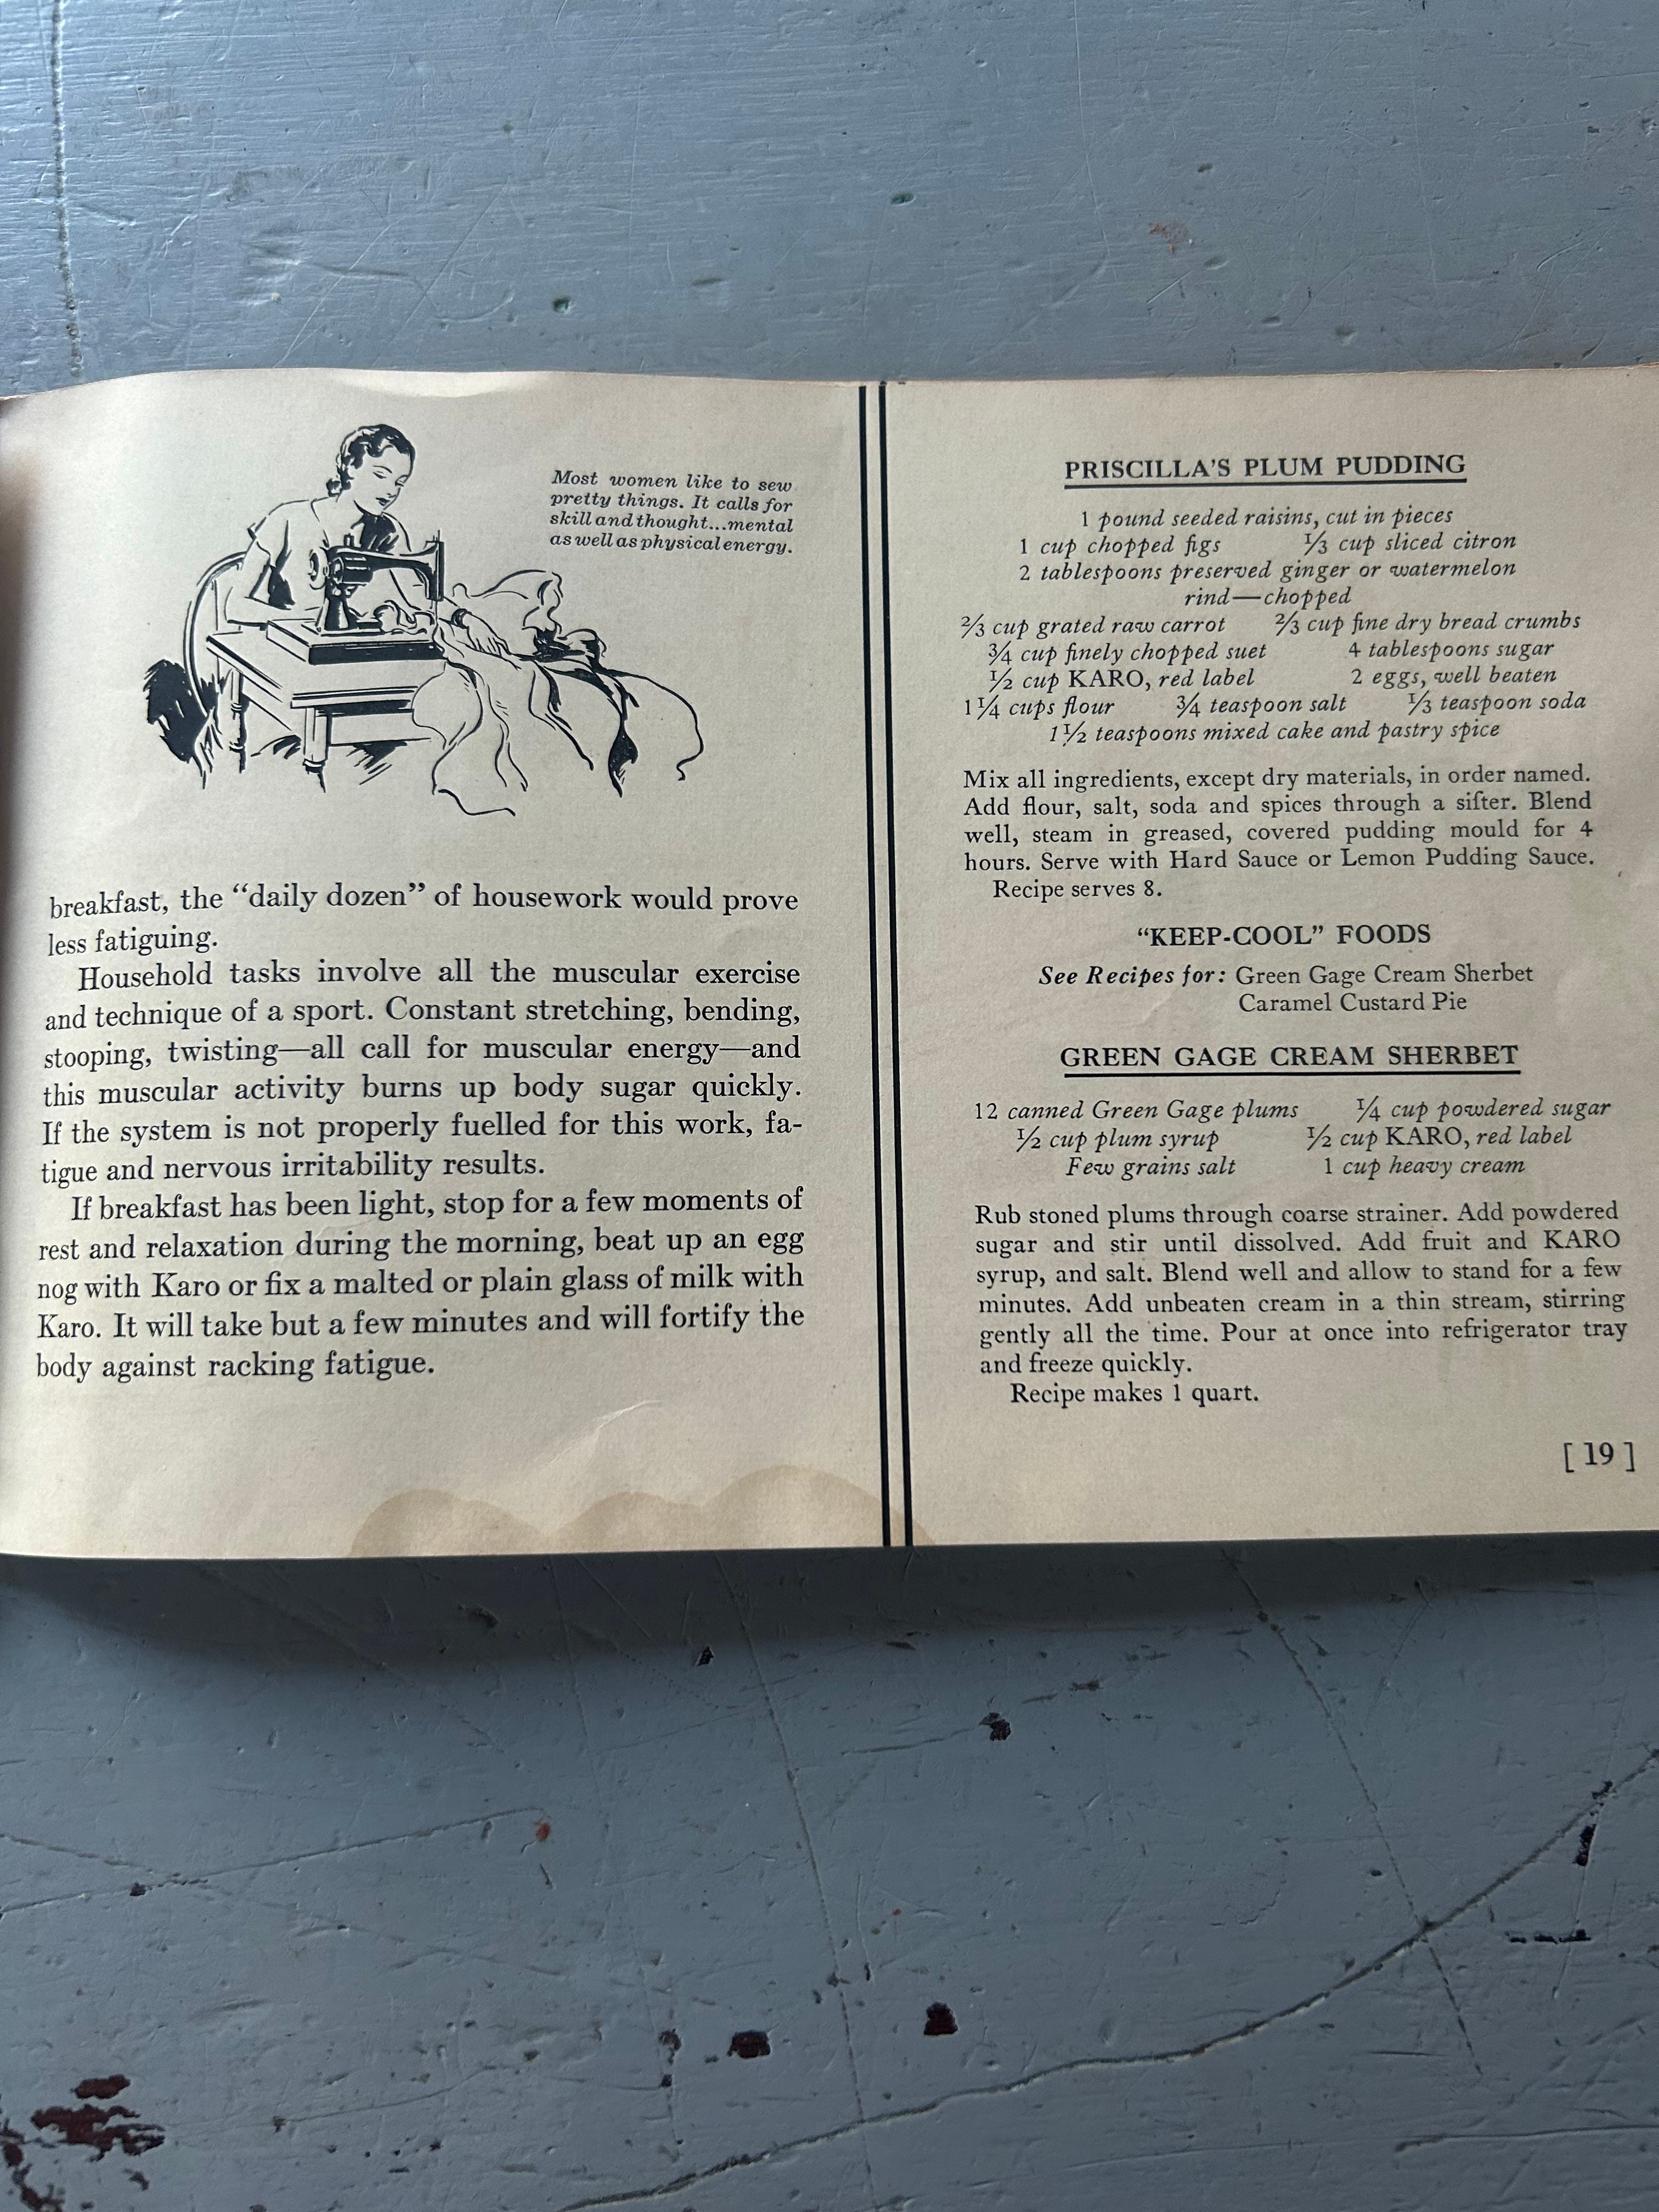 Most women like to sew
pretty things. It calls for
skill and thought...mental
as well as physical energy.
breakfast, the “daily dozen” of housework would prove
less fatiguing.
Household tasks involve all the muscular exercise
and technique of a sport. Constant stretching, bending,
stooping, twisting—all call for muscular energy—and
this muscular activity burns up body sugar quickly.
If the system is not properly fuelled for this work, fa-
tigue and nervous irritability results.
If breakfast has been light, stop for a few moments of
rest and relaxation during the morning, beat up an egg
nog with Karo or fix a malted or plain glass of milk with
Karo. It will take but a few minutes and will fortify the
body against racking fatigue.
PRISCILLA’S PLUM PUDDING
1 pound seeded raisins, cut in pieces
1 cup chopped figs ⅓ cup sliced citron
2 tablespoons preserved ginger or watermelon
rind—chopped
⅔ cup grated raw carrot ⅔ cup fine dry bread crumbs
¾ cup finely chopped suet 4 tablespoons sugar
½ cup KARO, red label 2 eggs, well beaten
1¼ cups flour ¾ teaspoon salt ⅓ teaspoon soda
1½ teaspoons mixed cake and pastry spice
Mix all ingredients, except dry materials, in order named.
Add flour, salt, soda and spices through a sifter. Blend
well, steam in greased, covered pudding mould for 4
hours. Serve with Hard Sauce or Lemon Pudding Sauce.
Recipe serves 8.
“KEEP-COOL” FOODS
See Recipes for: Green Gage Cream Sherbet
Caramel Custard Pie
GREEN GAGE CREAM SHERBET
12 canned Green Gage plums ¼ cup powdered sugar
½ cup plum syrup ½ cup KARO, red label
Few grains salt 1 cup heavy cream
Rub stoned plums through coarse strainer. Add powdered
sugar and stir until dissolved. Add fruit and KARO
syrup, and salt. Blend well and allow to stand for a few
minutes. Add unbeaten cream in a thin stream, stirring
gently all the time. Pour at once into refrigerator tray
and freeze quickly.
Recipe makes 1 quart.
[ 19 ]